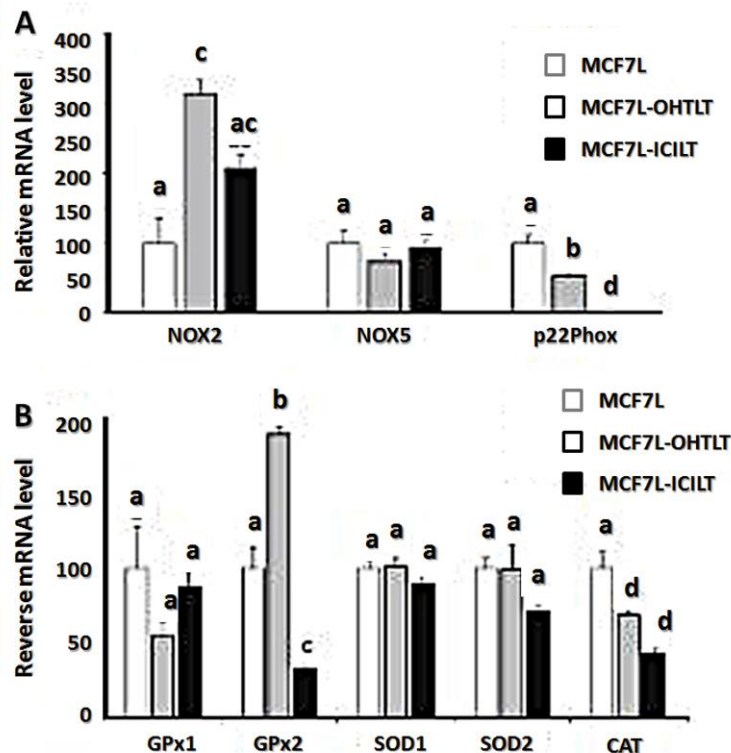 A
Relative mRNA level
400
350
300
250
200
150
100
50
0
a
c
ac
a
a
a
a
b
d
NOX2
NOX5
p22Phox
MCF7L
MCF7L-OHTLT
MCF7L-ICILT
B
Reverse mRNA level
200
150
100
50
0
a
a
a
a
b
c
a
a
a
a
a
a
a
d
d
GPx1
GPx2
SOD1
SOD2
CAT
MCF7L
MCF7L-OHTLT
MCF7L-ICILT